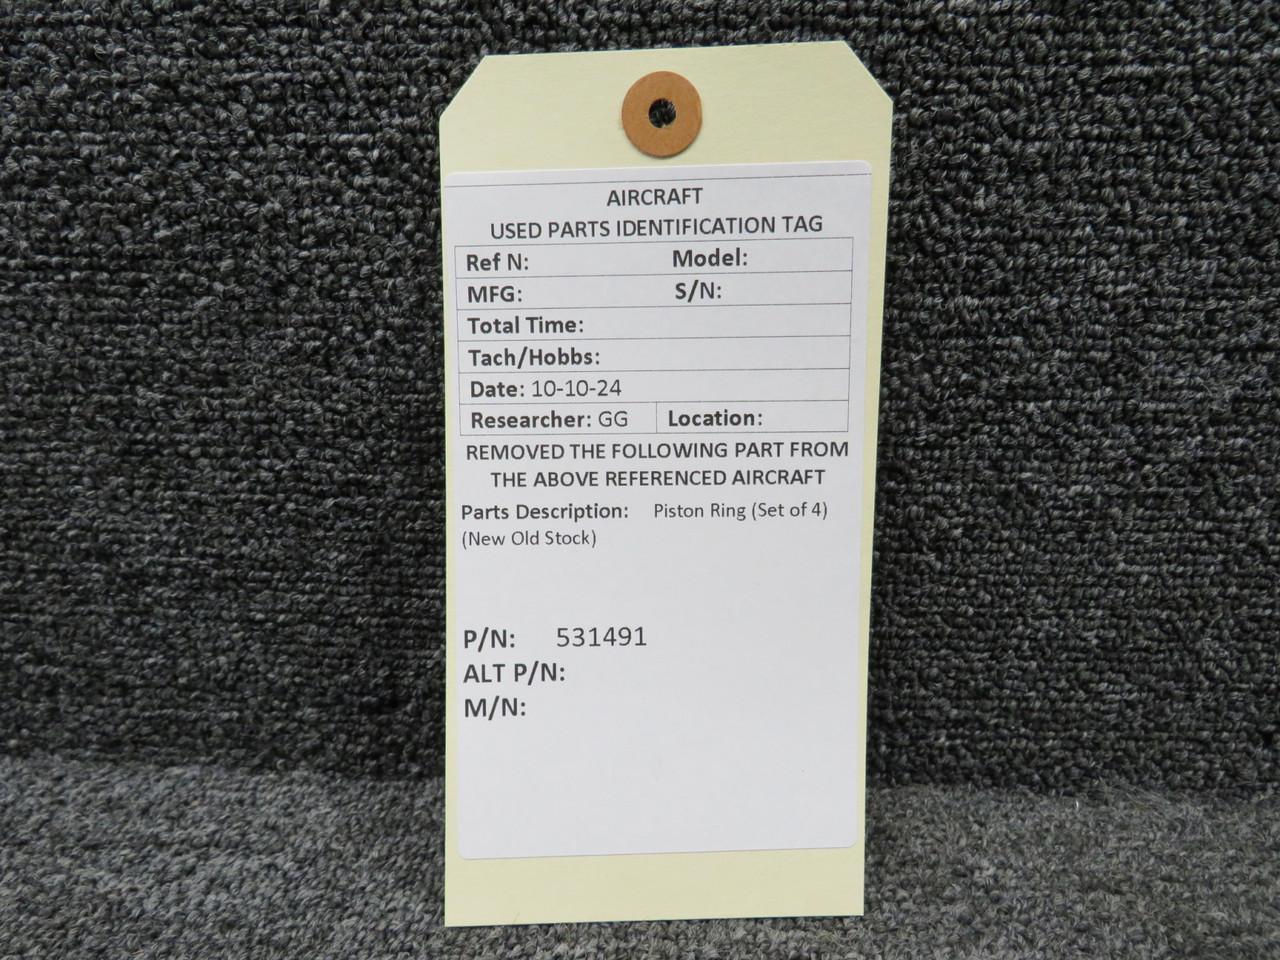 AIRCRAFT
USED PARTS IDENTIFICATION TAG
Ref N: Model:
MFG: S/N:
Total Time:
Tach/Hobbs:
Date: 10-10-24
Researcher: GG Location:
REMOVED THE FOLLOWING PART FROM
THE ABOVE REFERENCED AIRCRAFT
Parts Description: Piston Ring (Set of 4)
(New Old Stock)
P/N: 531491
ALT P/N:
M/N: